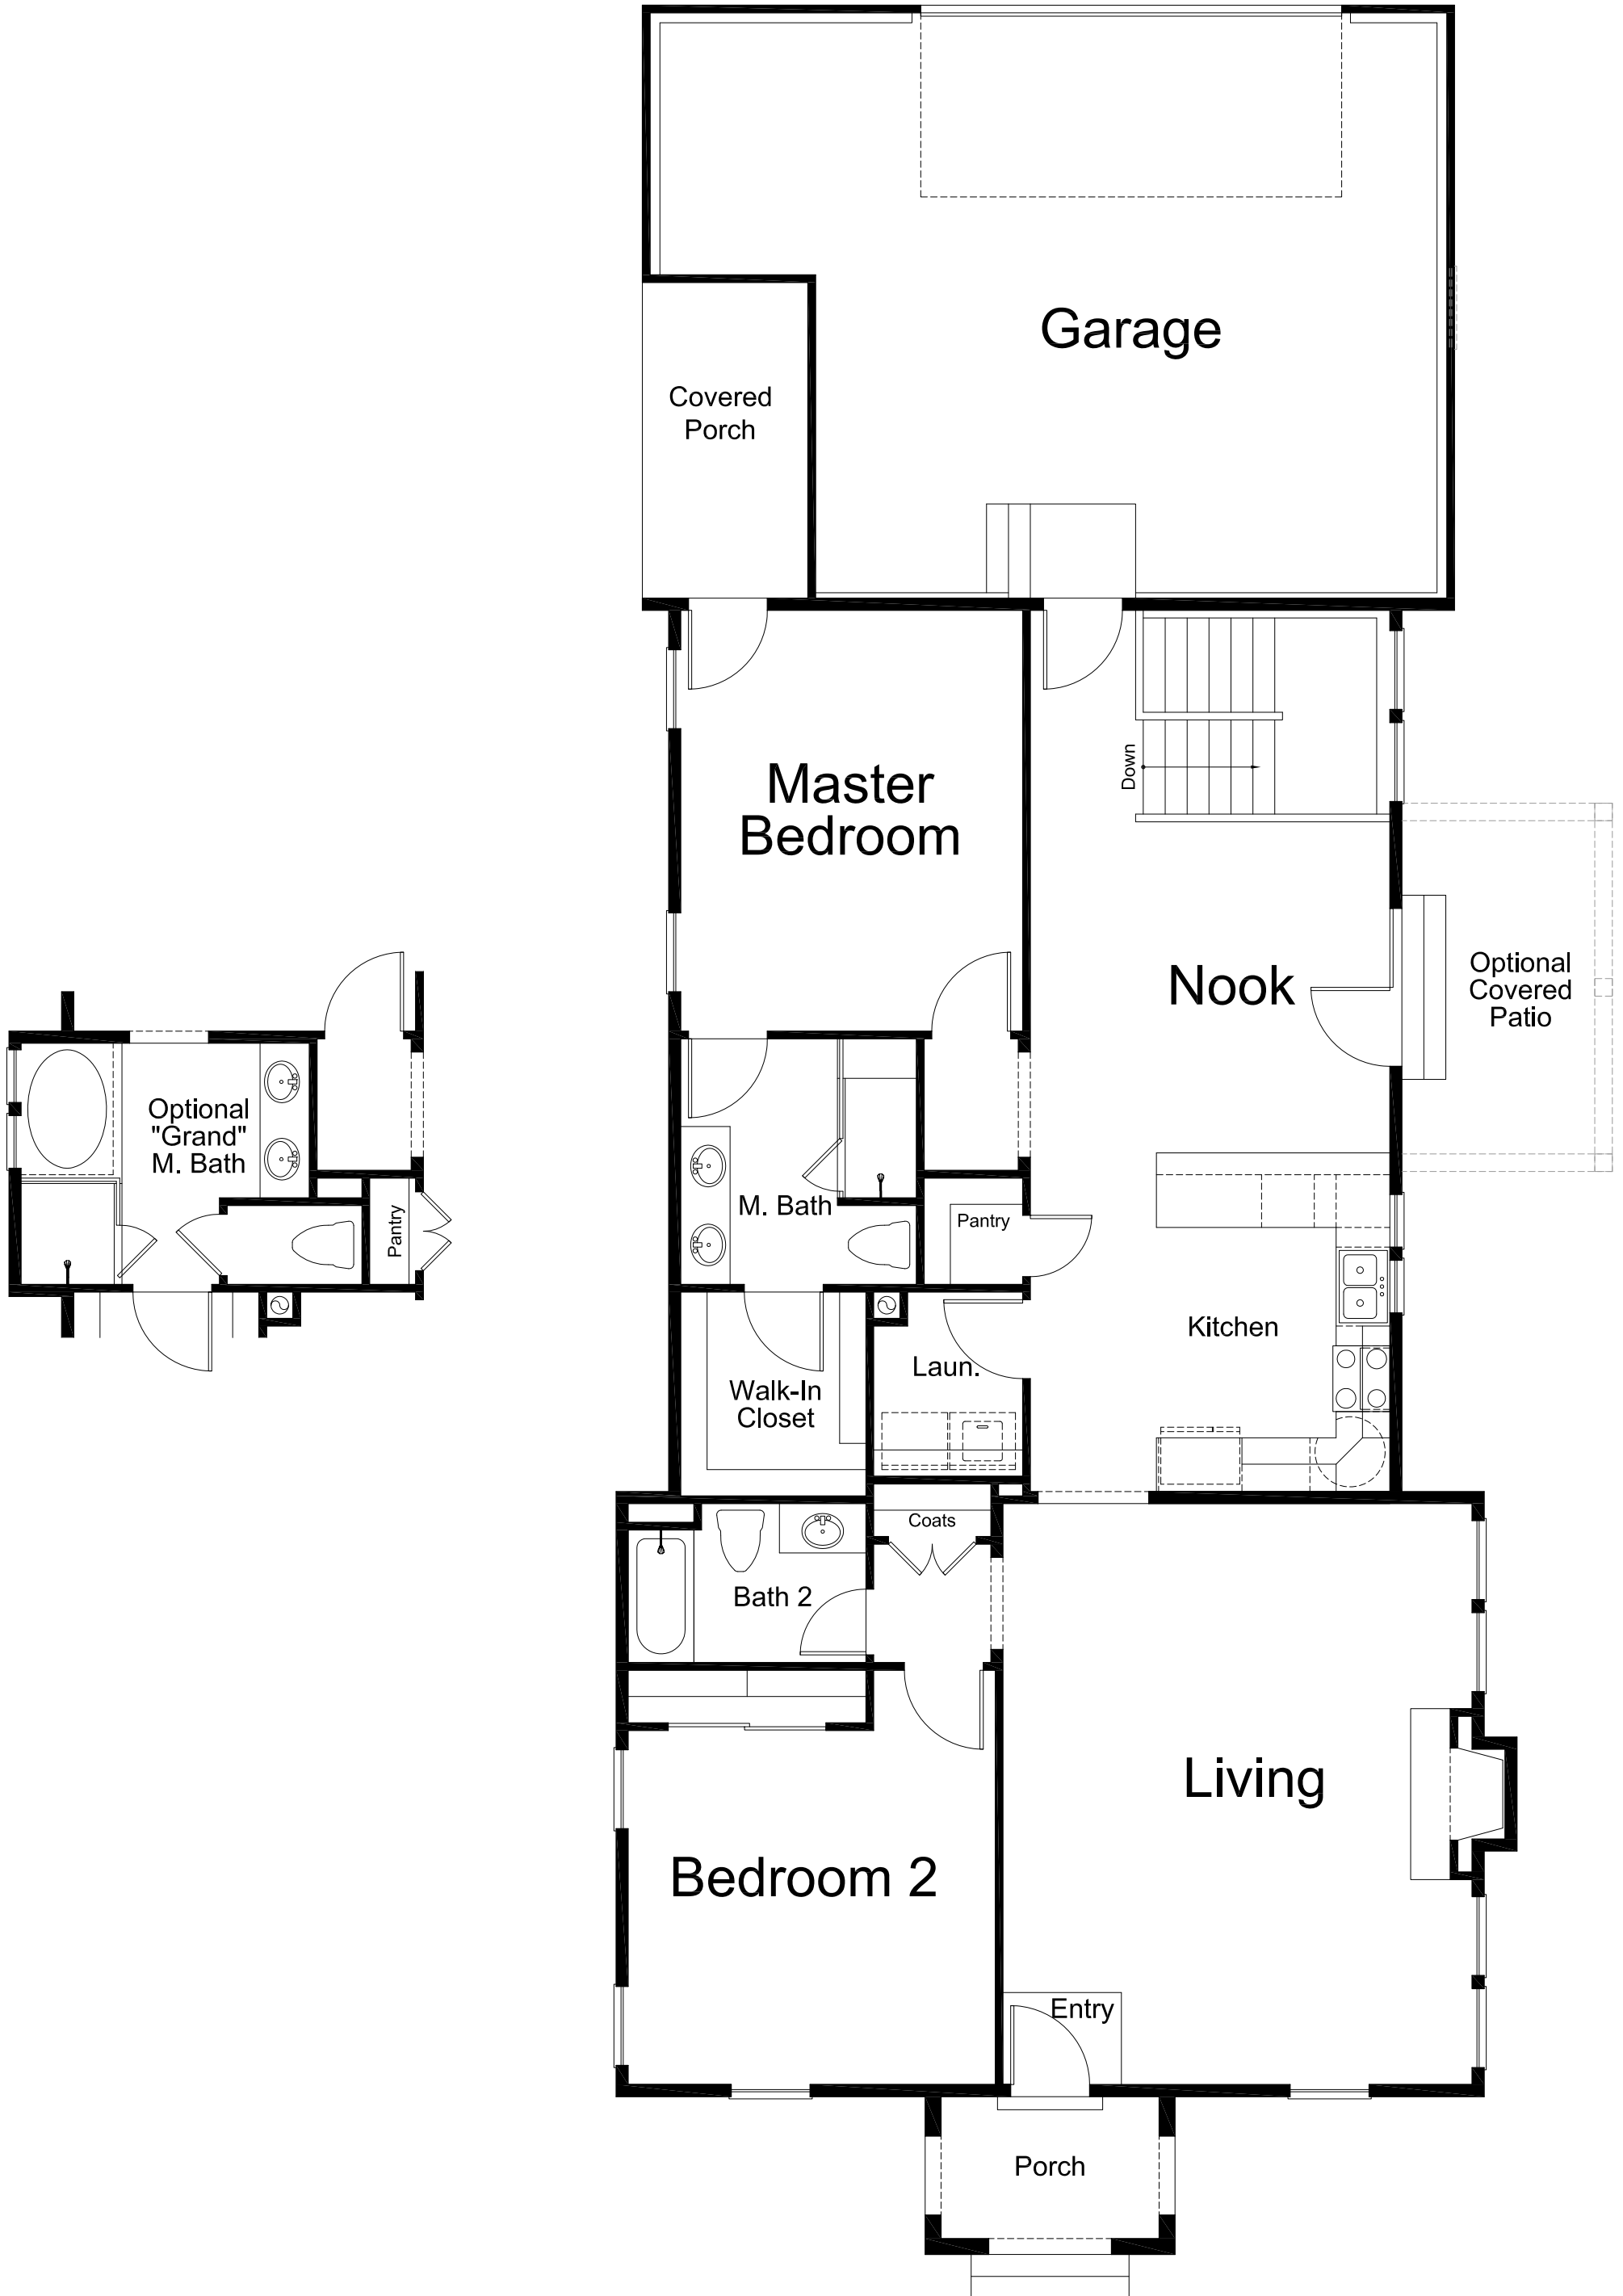 Garage
Covered
Porch
Master
Bedroom
Down
Nook
Optional
Covered
Patio
Optional
"Grand"
M. Bath
Pantry
M. Bath
Pantry
Kitchen
Laun.
Walk-In
Closet
Coats
Bath 2
Living
Bedroom 2
Entry
Porch